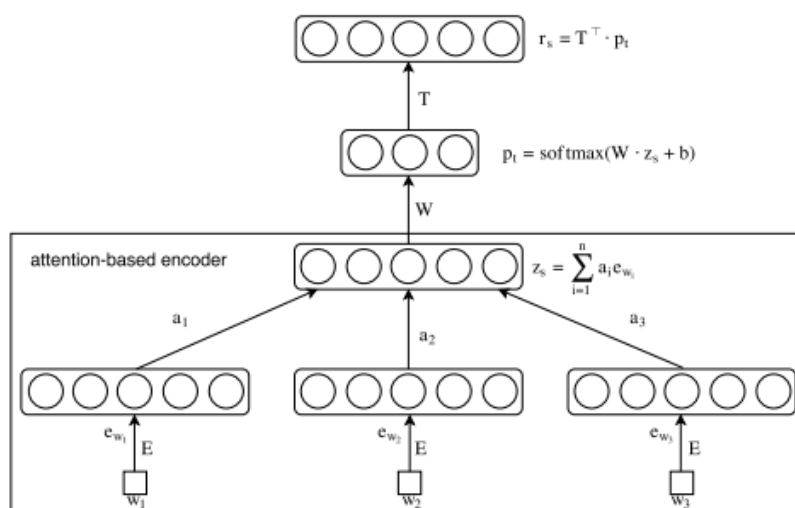 r_s = T^⊤ · p_t
T
p_t = softmax(W · z_s + b)
W
attention-based encoder
z_s = ∑_{i=1}^{n} a_i e_{w_i}
a_1
a_2
a_3
e_{w_1} E
e_{w_2} E
e_{w_3} E
w_1
w_2
w_3